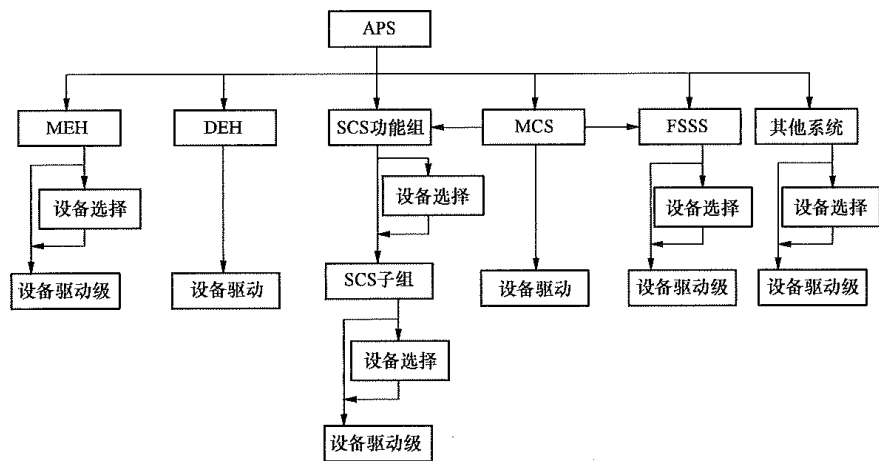 APS
MEH
DEH
SCS功能组
MCS
FSSS
其他系统
设备选择
设备选择
设备选择
设备选择
设备驱动级
设备驱动
SCS子组
设备驱动
设备驱动级
设备驱动级
设备选择
设备驱动级